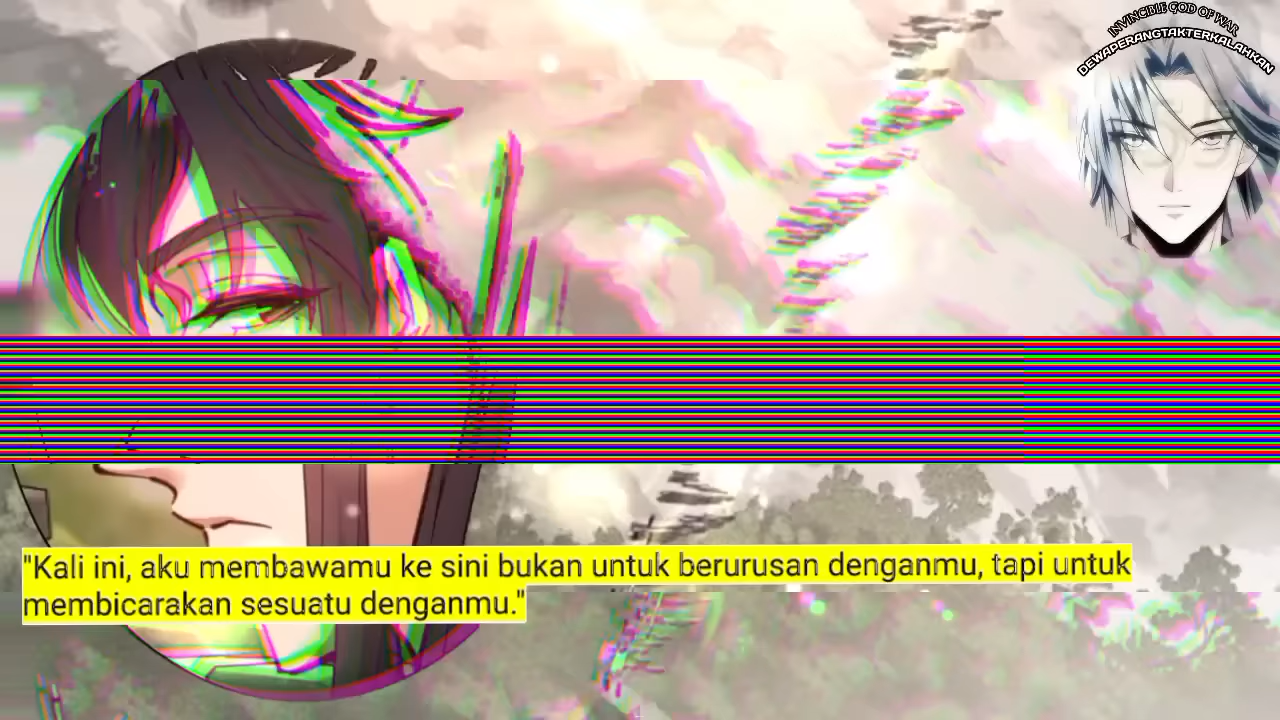 INVINCIBLE GOD OF WAR
DEWAPERANGTAKTERKALAHKAN
"Kali ini, aku membawamu ke sini bukan untuk berurusan denganmu, tapi untuk
membicarakan sesuatu denganmu."